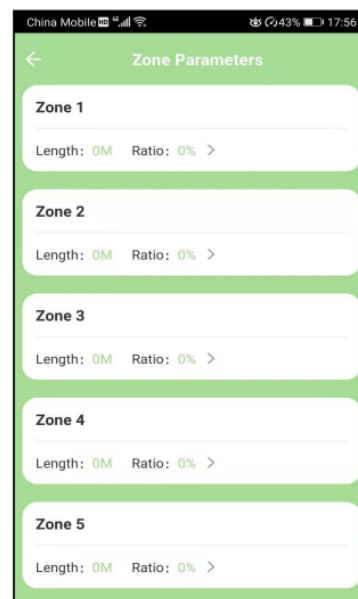 China Mobile HD 4G 43% 17:56
Zone Parameters
Zone 1
Length: 0M Ratio: 0% >
Zone 2
Length: 0M Ratio: 0% >
Zone 3
Length: 0M Ratio: 0% >
Zone 4
Length: 0M Ratio: 0% >
Zone 5
Length: 0M Ratio: 0% >